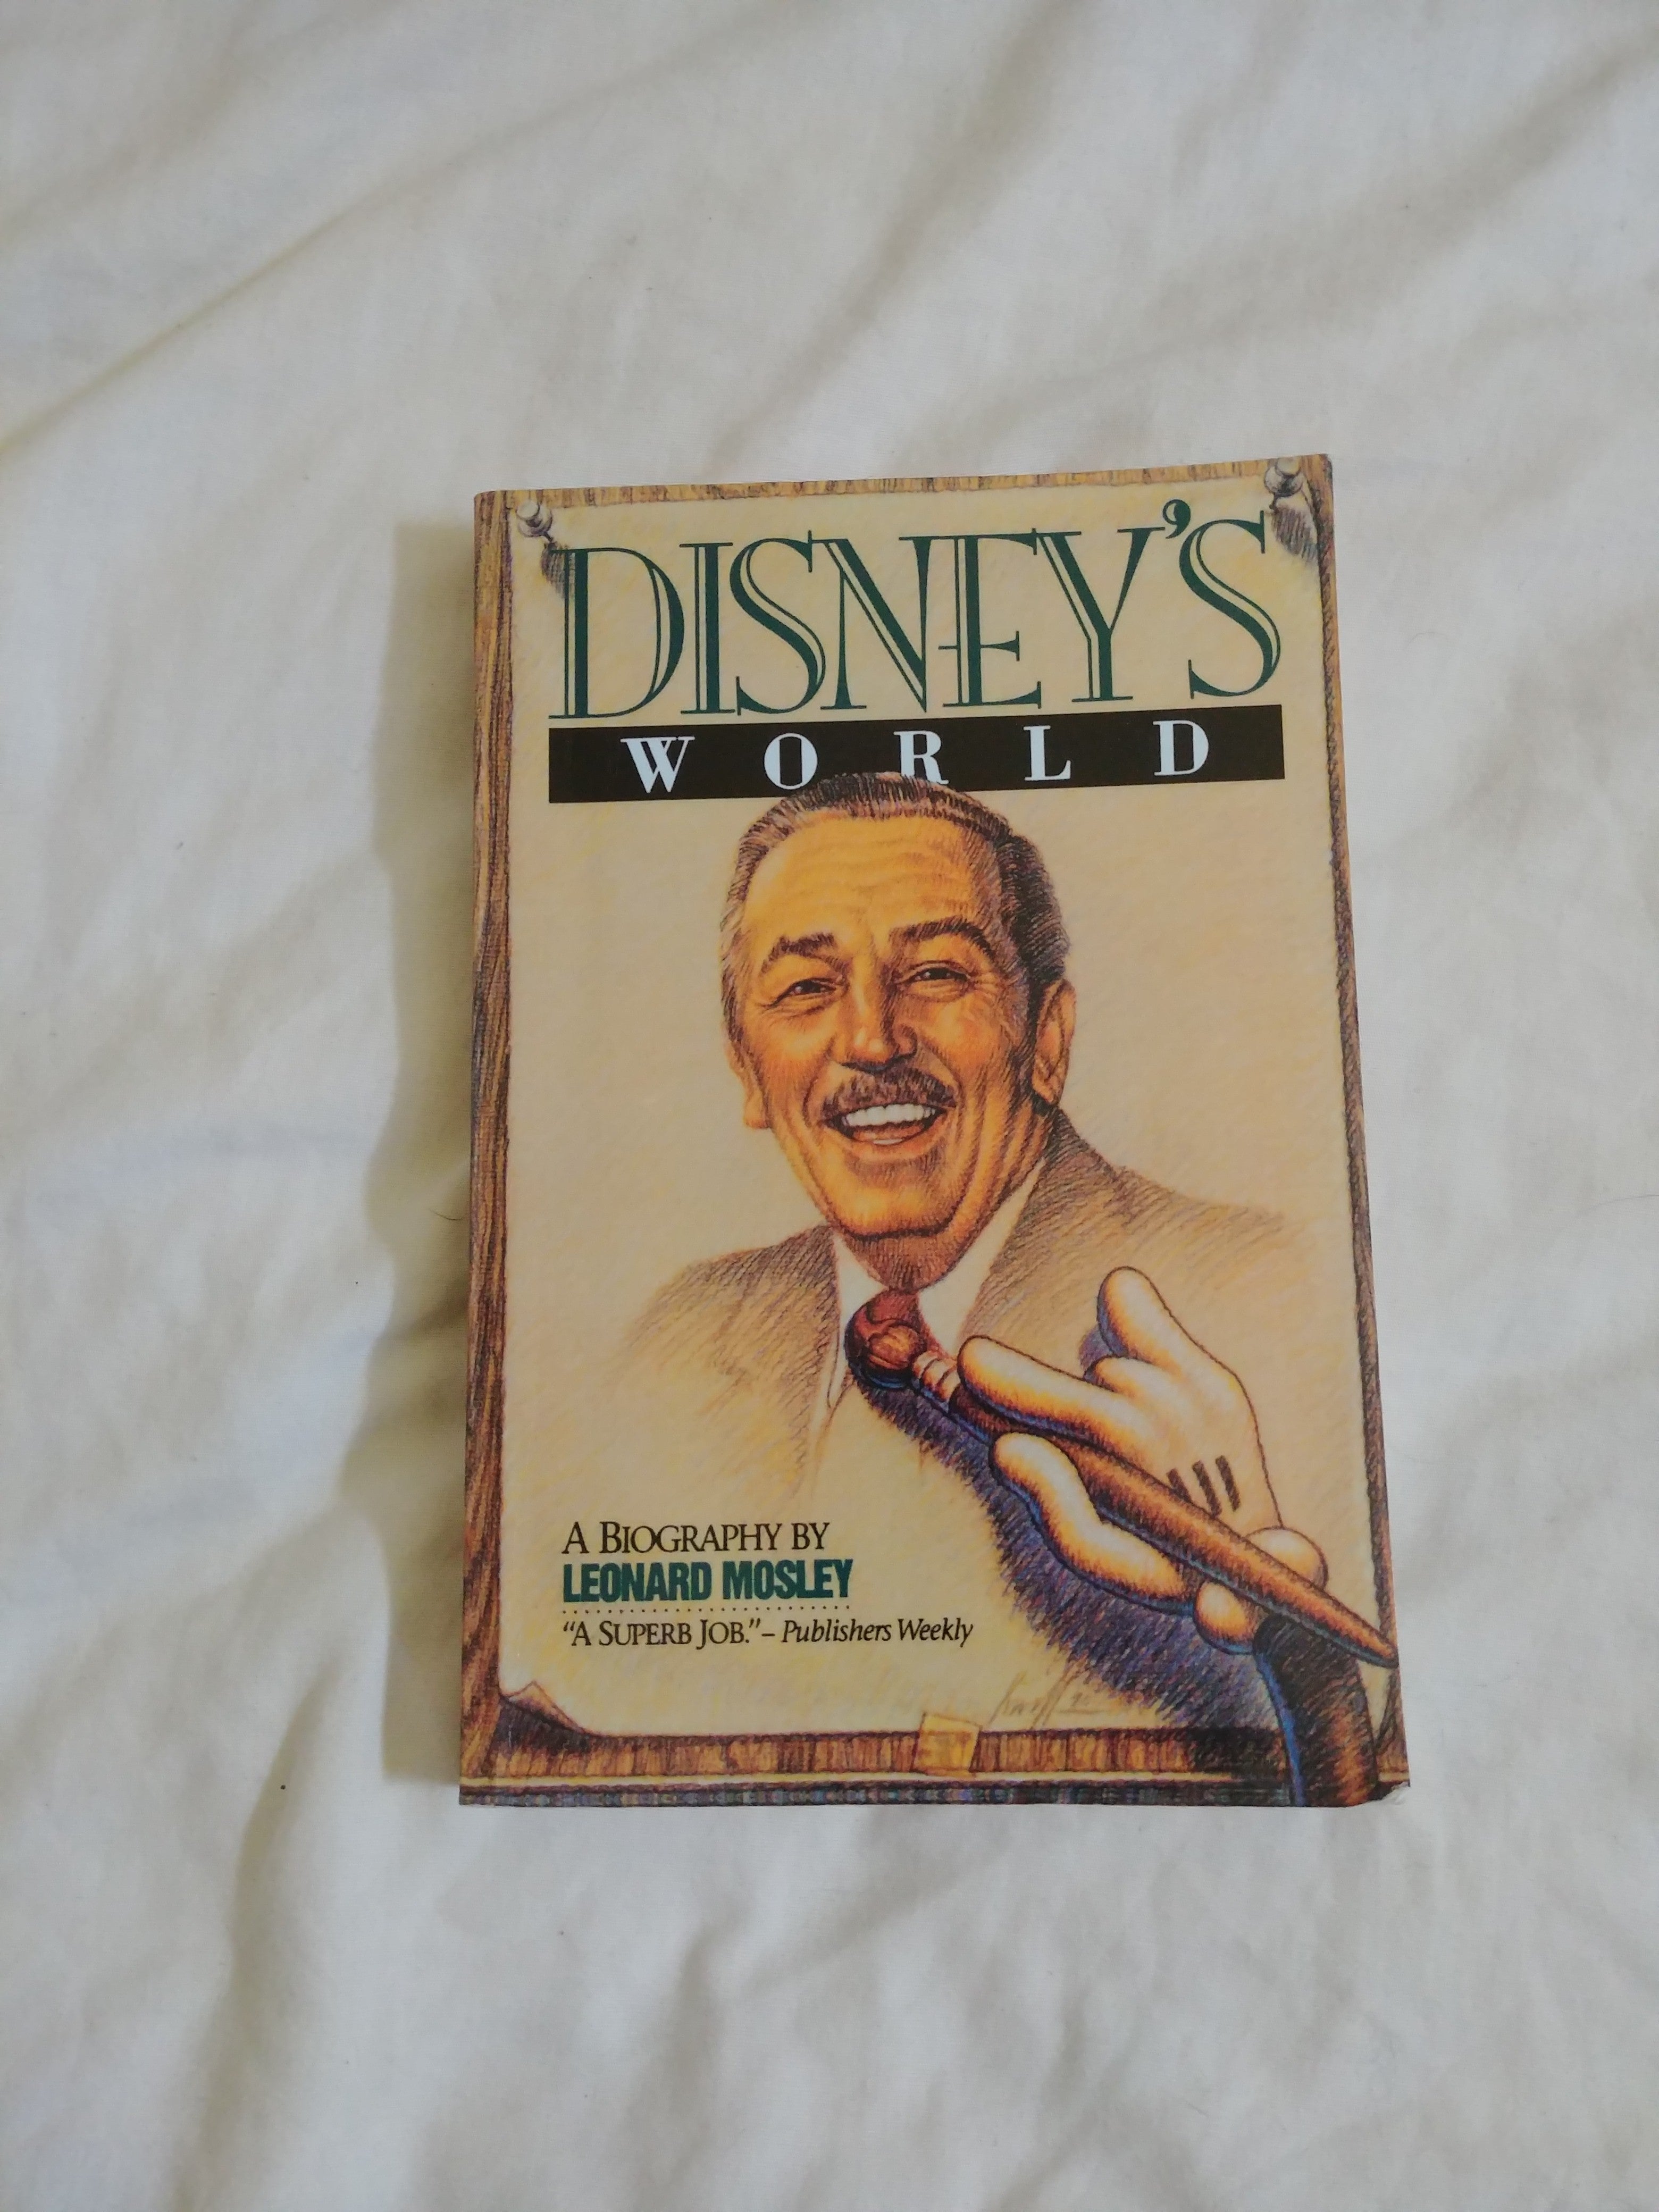 DISNEY'S
WORLD
A BIOGRAPHY BY
LEONARD MOSLEY
“A SUPERB JOB.”– Publishers Weekly